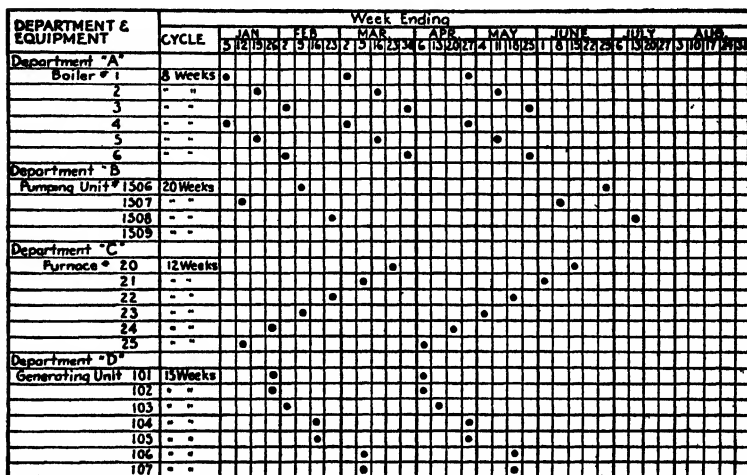 Week Ending
DEPARTMENT & EQUIPMENT CYCLE JAN FEB MAR APR MAY JUNE JULY AUG
5 12 19 26 2 9 16 23 2 9 16 23 30 6 13 20 27 4 11 18 25 1 8 15 22 29 6 13 20 27 3 10 17 24 31
Department "A"
Boiler # 1 8 Weeks
2 " "
3 " "
4 " "
5 " "
6 " "
Department "B
Pumping Unit # 1506 20 Weeks
1507 " "
1508 " "
1509 " "
Department "C"
Furnace # 20 12 Weeks
21 " "
22 " "
23 " "
24 " "
25 " "
Department "D"
Generating Unit 101 15 Weeks
102 " "
103 " "
104 " "
105 " "
106 " "
107 " "